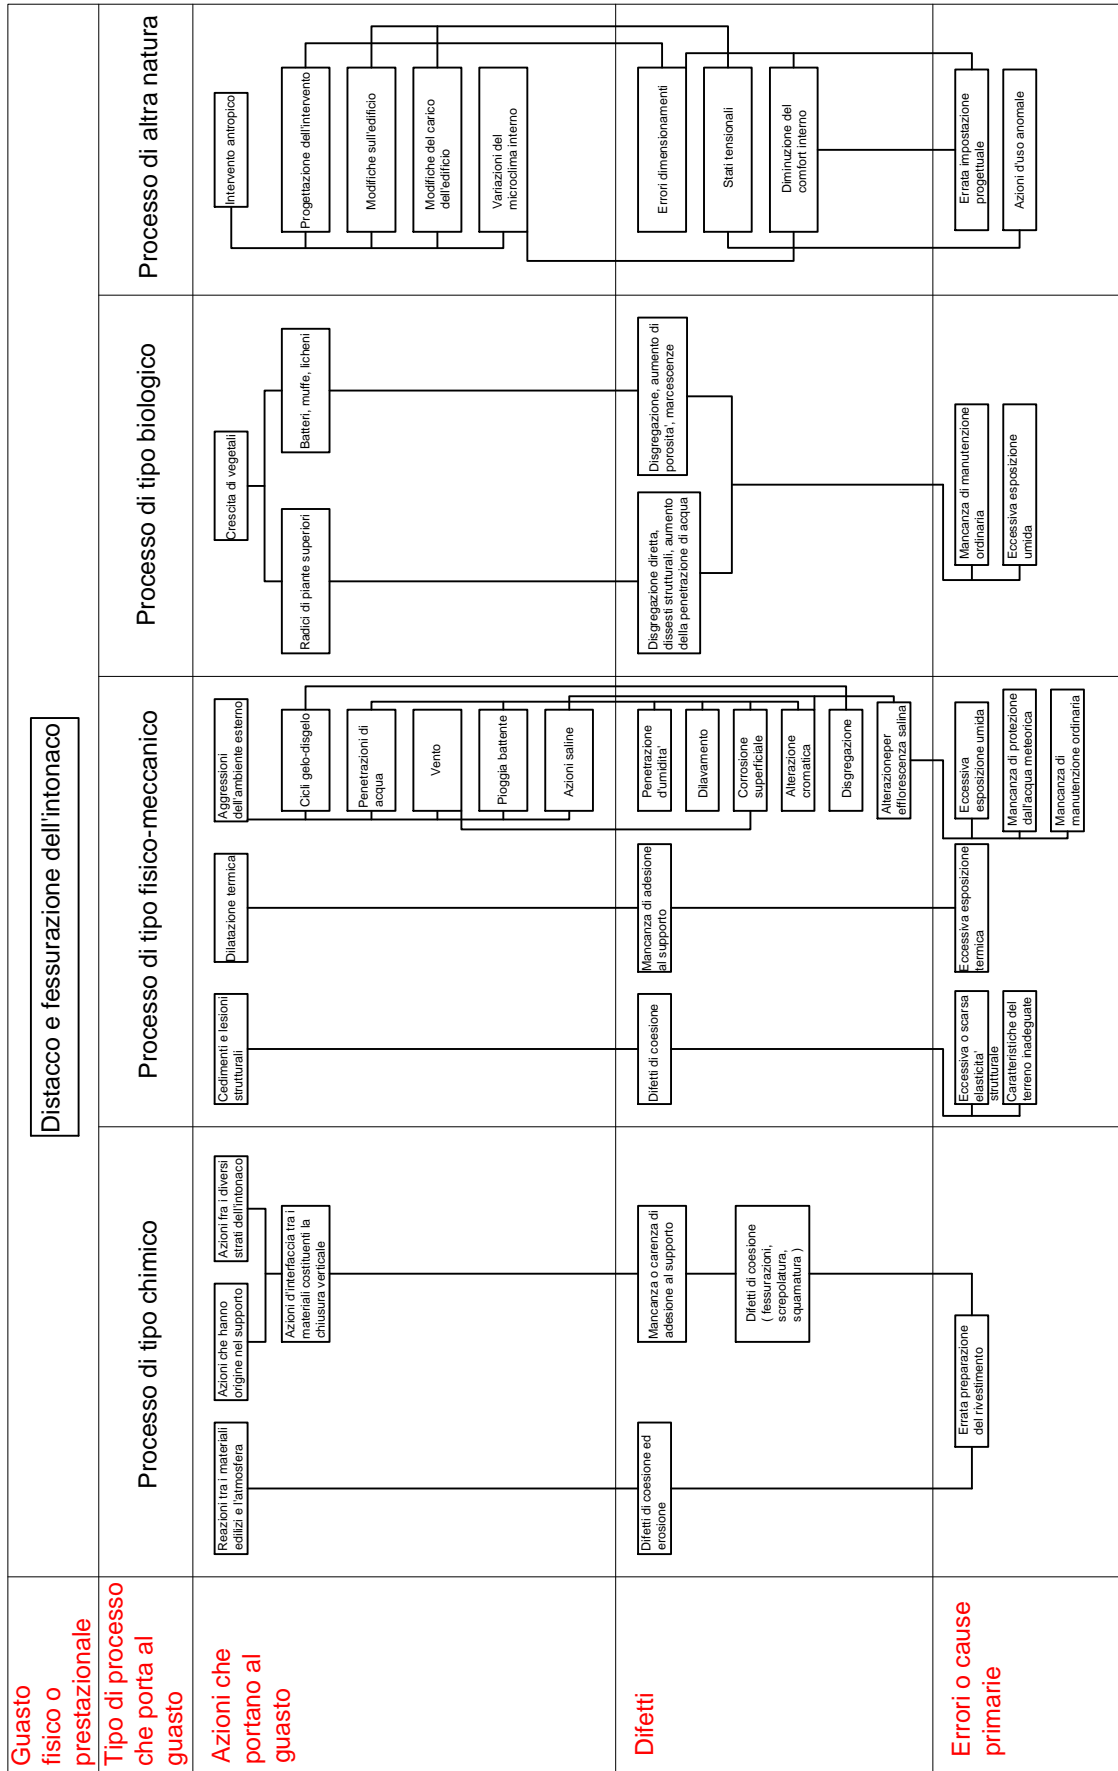 Guasto
fisico o
prestazionale
Distacco e fessurazione dell'intonaco
Tipo di processo
che porta al
guasto
Processo di tipo chimico
Processo di tipo fisico-meccanico
Processo di tipo biologico
Processo di altra natura
Azioni che
portano al
guasto
Reazioni tra i materiali
edilizi e l'atmosfera
Azioni che hanno
origine nel supporto
Azioni fra i diversi
strati dell'intonaco
Azioni d'interfaccia tra i
materiali costituenti la
chiusura verticale
Cedimenti e lesioni
strutturali
Dilatazione termica
Aggressioni
dell'ambiente esterno
Cicli gelo-disgelo
Penetrazioni di
acqua
Vento
Pioggia battente
Azioni saline
Crescita di vegetali
Radici di piante superiori
Batteri, muffe, licheni
Intervento antropico
Progettazione dell'intervento
Modifiche sull'edificio
Modifiche del carico
dell'edificio
Variazioni del
microclima interno
Difetti
Difetti di coesione ed
erosione
Mancanza o carenza di
adesione al supporto
Difetti di coesione
( fessurazioni,
screpolatura,
squamatura )
Difetti di coesione
Mancanza di adesione
al supporto
Penetrazione
d'umidita'
Dilavamento
Corrosione
superficiale
Alterazione
cromatica
Disgregazione
Alterazioneper
efflorescenza salina
Disgregazione diretta,
dissesti strutturali, aumento
della penetrazione di acqua
Disgregazione, aumento di
porosita', marcescenze
Errori dimensionamenti
Stati tensionali
Diminuzione del
comfort interno
Errori o cause
primarie
Errata preparazione
del rivestimento
Eccessiva o scarsa
elasticita'
strutturale
Caratteristiche del
terreno inadeguate
Eccessiva esposizione
termica
Eccessiva
esposizione umida
Mancanza di protezione
dall'acqua meteorica
Mancanza di
manutenzione ordinaria
Mancanza di manutenzione
ordinaria
Eccessiva esposizione
umida
Errata impostazione
progettuale
Azioni d'uso anomale